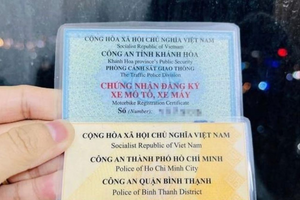 CỘNG HÒA XÃ HỘI CHỦ NGHĨA VIỆT NAM
Socialist Republic of Vietnam
CÔNG AN TỈNH KHÁNH HÒA
Khanh Hoa province's Public Security
PHÒNG CẢNH SÁT GIAO THÔNG
The Traffic Police Division
CHỨNG NHẬN ĐĂNG KÝ
XE MÔ TÔ, XE MÁY
Motorbike Registration Certificate
Số (Number)
CỘNG HÒA XÃ HỘI CHỦ NGHĨA VIỆT NAM
Socialist Republic of Vietnam
CÔNG AN THÀNH PHỐ HỒ CHÍ MINH
Police of Ho Chi Minh City
CÔNG AN QUẬN BÌNH THẠNH
Police of Binh Thanh District